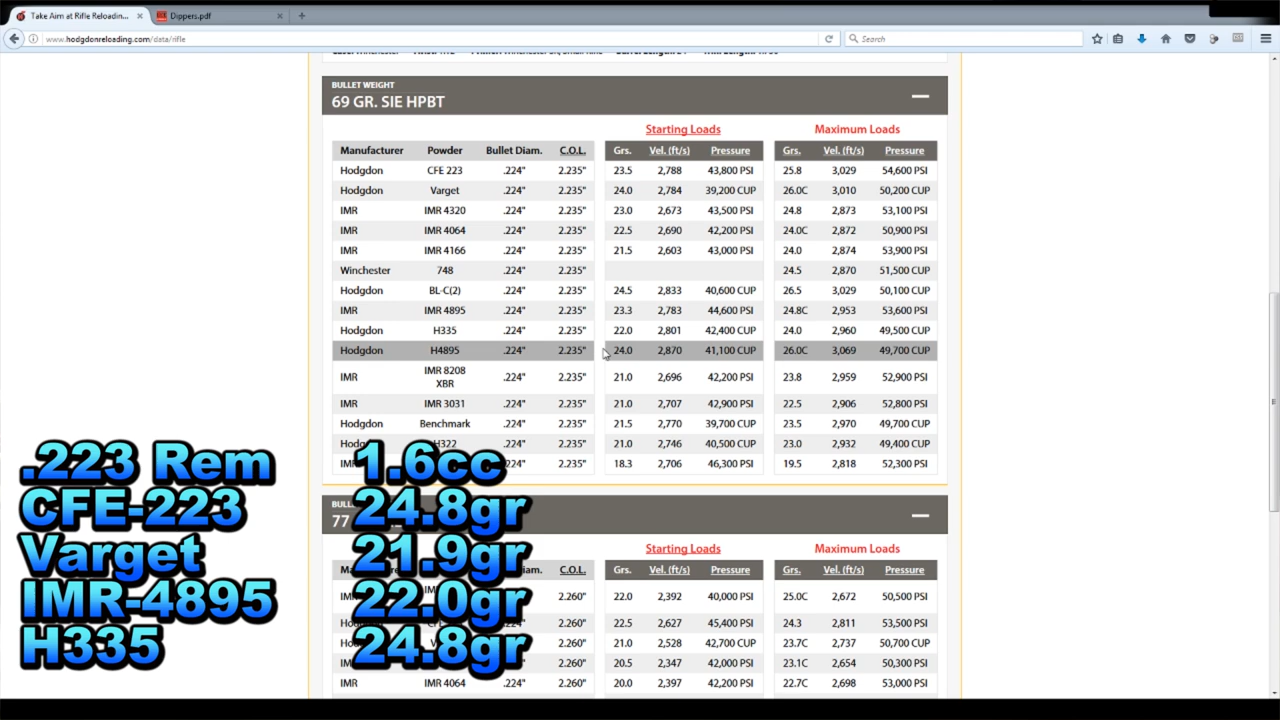 Take Aim at Rifle Reloadin...
Dippers.pdf
www.hodgdonreloading.com/data/rifle
Search
BULLET WEIGHT
69 GR. SIE HPBT
Starting Loads Maximum Loads
Manufacturer Powder Bullet Diam. C.O.L. Grs. Vel. (ft/s) Pressure Grs. Vel. (ft/s) Pressure
Hodgdon CFE 223 .224" 2.235" 23.5 2,788 43,800 PSI 25.8 3,029 54,600 PSI
Hodgdon Varget .224" 2.235" 24.0 2,784 39,200 CUP 26.0C 3,010 50,200 CUP
IMR IMR 4320 .224" 2.235" 23.0 2,673 43,500 PSI 24.8 2,873 53,100 PSI
IMR IMR 4064 .224" 2.235" 22.5 2,690 42,200 PSI 24.0C 2,872 50,900 PSI
IMR IMR 4166 .224" 2.235" 21.5 2,603 43,000 PSI 24.0 2,874 53,900 PSI
Winchester 748 .224" 2.235" 24.5 2,870 51,500 CUP
Hodgdon BL-C(2) .224" 2.235" 24.5 2,833 40,600 CUP 26.5 3,029 50,100 CUP
IMR IMR 4895 .224" 2.235" 23.3 2,783 44,600 PSI 24.8C 2,953 53,600 PSI
Hodgdon H335 .224" 2.235" 22.0 2,801 42,400 CUP 24.0 2,960 49,500 CUP
Hodgdon H4895 .224" 2.235" 24.0 2,870 41,100 CUP 26.0C 3,069 49,700 CUP
IMR IMR 8208 XBR .224" 2.235" 21.0 2,696 42,200 PSI 23.8 2,959 52,900 PSI
IMR IMR 3031 .224" 2.235" 21.0 2,707 42,900 PSI 22.5 2,906 52,800 PSI
Hodgdon Benchmark .224" 2.235" 21.5 2,770 39,700 CUP 23.5 2,970 49,700 CUP
H322 .224" 2.235" 21.0 2,746 40,500 CUP 23.0 2,932 49,400 CUP
.224" 2.235" 18.3 2,706 46,300 PSI 19.5 2,818 52,300 PSI
77
Starting Loads Maximum Loads
C.O.L. Grs. Vel. (ft/s) Pressure Grs. Vel. (ft/s) Pressure
2.260" 22.0 2,392 40,000 PSI 25.0C 2,672 50,500 PSI
2.260" 22.5 2,627 45,400 PSI 24.3 2,811 53,500 PSI
2.260" 21.0 2,528 42,700 CUP 23.7C 2,737 50,700 CUP
2.260" 20.5 2,347 42,000 PSI 23.1C 2,654 50,300 PSI
IMR IMR 4064 .224" 2.260" 20.0 2,397 42,200 PSI 22.7C 2,698 53,000 PSI
.223 Rem 1.6cc
CFE-223 24.8gr
Varget 21.9gr
IMR-4895 22.0gr
H335 24.8gr